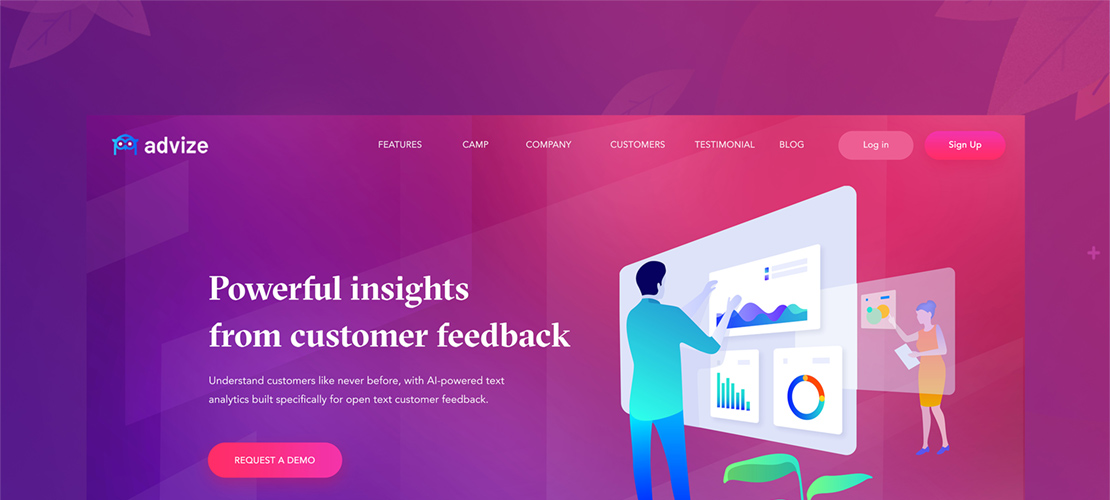 advize
FEATURES CAMP COMPANY CUSTOMERS TESTIMONIAL BLOG Log in Sign Up
Powerful insights
from customer feedback
Understand customers like never before, with AI-powered text
analytics built specifically for open text customer feedback.
REQUEST A DEMO